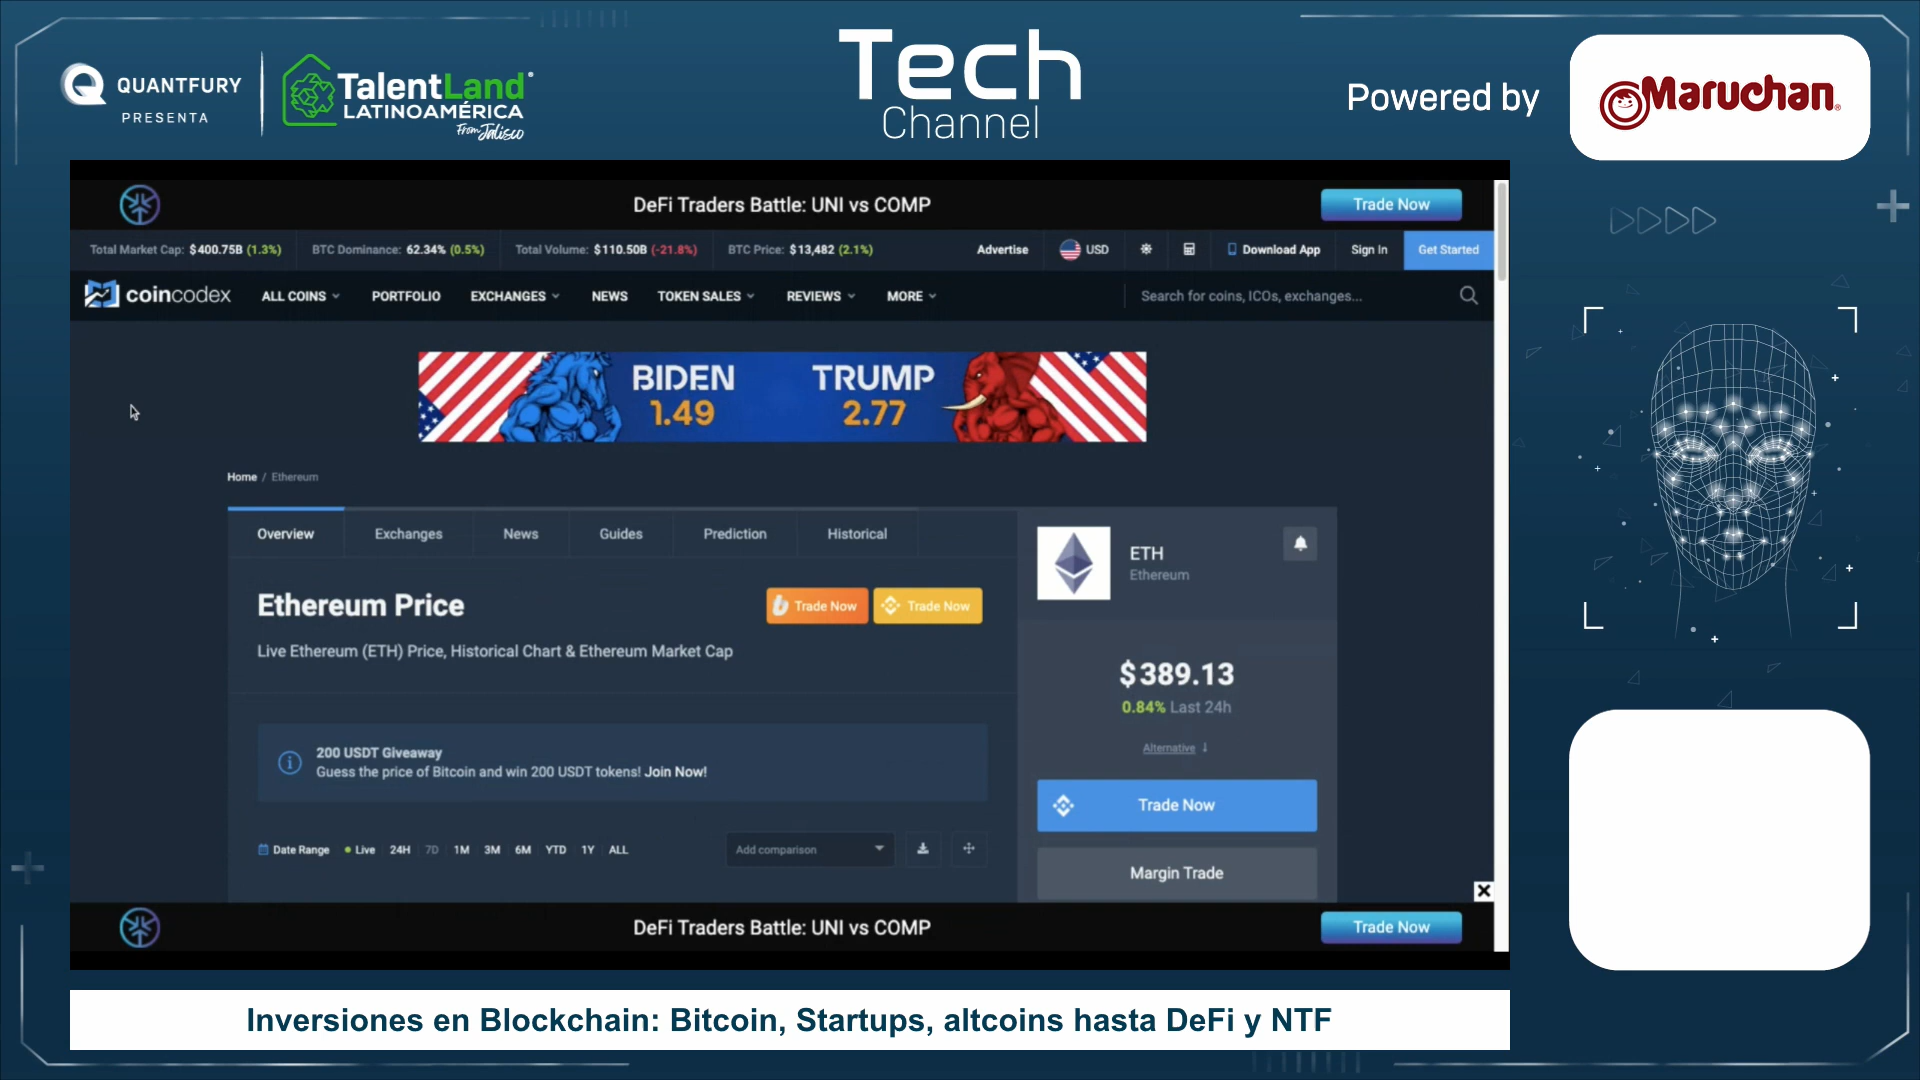 QUANTFURY
PRESENTA
TalentLand
LATINOAMÉRICA
From Jalisco
Tech
Channel
Powered by
Maruchan
DeFi Traders Battle: UNI vs COMP
Trade Now
Total Market Cap: $400.75B (1.3%)
BTC Dominance: 62.34% (0.5%)
Total Volume: $110.50B (-21.8%)
BTC Price: $13,482 (2.1%)
Advertise
USD
Download App
Sign In
Get Started
coincodex
ALL COINS
PORTFOLIO
EXCHANGES
NEWS
TOKEN SALES
REVIEWS
MORE
Search for coins, ICOs, exchanges...
BIDEN
1.49
TRUMP
2.77
Home / Ethereum
Overview
Exchanges
News
Guides
Prediction
Historical
Ethereum Price
Trade Now
Trade Now
Live Ethereum (ETH) Price, Historical Chart & Ethereum Market Cap
200 USDT Giveaway
Guess the price of Bitcoin and win 200 USDT tokens! Join Now!
Date Range
Live
24H
7D
1M
3M
6M
YTD
1Y
ALL
Add comparison
ETH
Ethereum
$389.13
0.84% Last 24h
Alternative
Trade Now
Margin Trade
DeFi Traders Battle: UNI vs COMP
Trade Now
Inversiones en Blockchain: Bitcoin, Startups, altcoins hasta DeFi y NTF